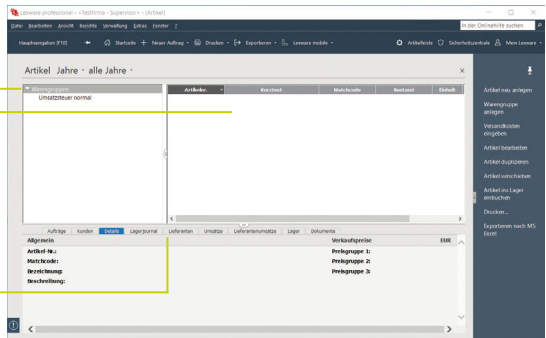 Lexware professional - <Testfirma - Supervisor> - [Artikel]
Datei Bearbeiten Ansicht Berichte Verwaltung Extras Fenster ?
In der Onlinehilfe suchen
Hauptnavigation [F10] Startseite Neuer Auftrag Drucken Exportieren Lexware mobile Artikelleiste Sicherheitszentrale Mein Lexware
Artikel Jahre alle Jahre
Warengruppen
Umsatzsteuer normal
Artikelnr. Kurztext Matchcode Bestand Einheit
Artikel neu anlegen
Warengruppe
anlegen
Versandkosten
eingeben
Artikel bearbeiten
Artikel duplizieren
Artikel verschieben
Artikel ins Lager
einbuchen
Drucken...
Exportieren nach MS
Excel
Aufträge Kunden Details Lagerjournal Lieferanten Umsätze Lieferantenumsätze Lager Dokumente
Allgemein Verkaufspreise EUR
Artikel-Nr.: Preisgruppe 1:
Matchcode: Preisgruppe 2:
Bezeichnung: Preisgruppe 3:
Beschreibung: